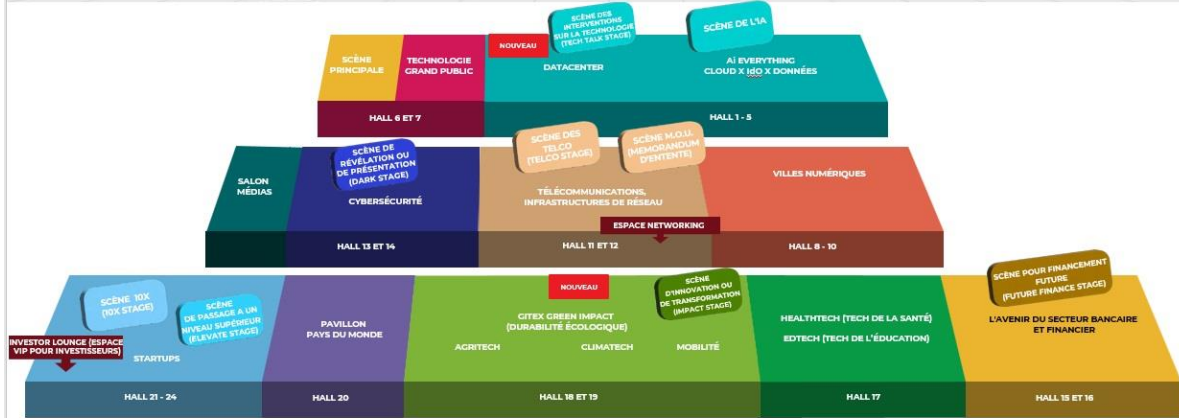 SCÈNE DES
INTERVENTIONS
SUR LA TECHNOLOGIE
(TECH TALK STAGE)
SCÈNE DE L'IA
NOUVEAU
SCÈNE
PRINCIPALE
TECHNOLOGIE
GRAND PUBLIC
DATACENTER
Ai EVERYTHING
CLOUD X IdO X DONNÉES
HALL 6 ET 7
HALL 1 - 5
SCÈNE DE
RÉVÉLATION OU
DE PRÉSENTATION
(DARK STAGE)
SCÈNE DES
TELCO
(TELCO STAGE)
SCÈNE M.O.U.
(MEMORANDUM
D'ENTENTE)
SALON
MÉDIAS
CYBERSÉCURITÉ
TÉLÉCOMMUNICATIONS,
INFRASTRUCTURES DE RÉSEAU
VILLES NUMÉRIQUES
ESPACE NETWORKING
HALL 13 ET 14
HALL 11 ET 12
HALL 8 - 10
SCÈNE 10X
(10X STAGE)
SCÈNE
DE PASSAGE A UN
NIVEAU SUPÉRIEUR
(ELEVATE STAGE)
NOUVEAU
SCÈNE
D'INNOVATION OU
DE TRANSFORMATION
(IMPACT STAGE)
SCÈNE POUR FINANCEMENT
FUTURE
(FUTURE FINANCE STAGE)
INVESTOR LOUNGE (ESPACE
VIP POUR INVESTISSEURS)
STARTUPS
PAVILLON
PAYS DU MONDE
GITEX GREEN IMPACT
(DURABILITÉ ÉCOLOGIQUE)
AGRITECH
CLIMATECH
MOBILITÉ
HEALTHTECH [TECH DE LA SANTÉ)
EDTECH [TECH DE L'ÉDUCATION)
L'AVENIR DU SECTEUR BANCAIRE
ET FINANCIER
HALL 21 - 24
HALL 20
HALL 18 ET 19
HALL 17
HALL 15 ET 16